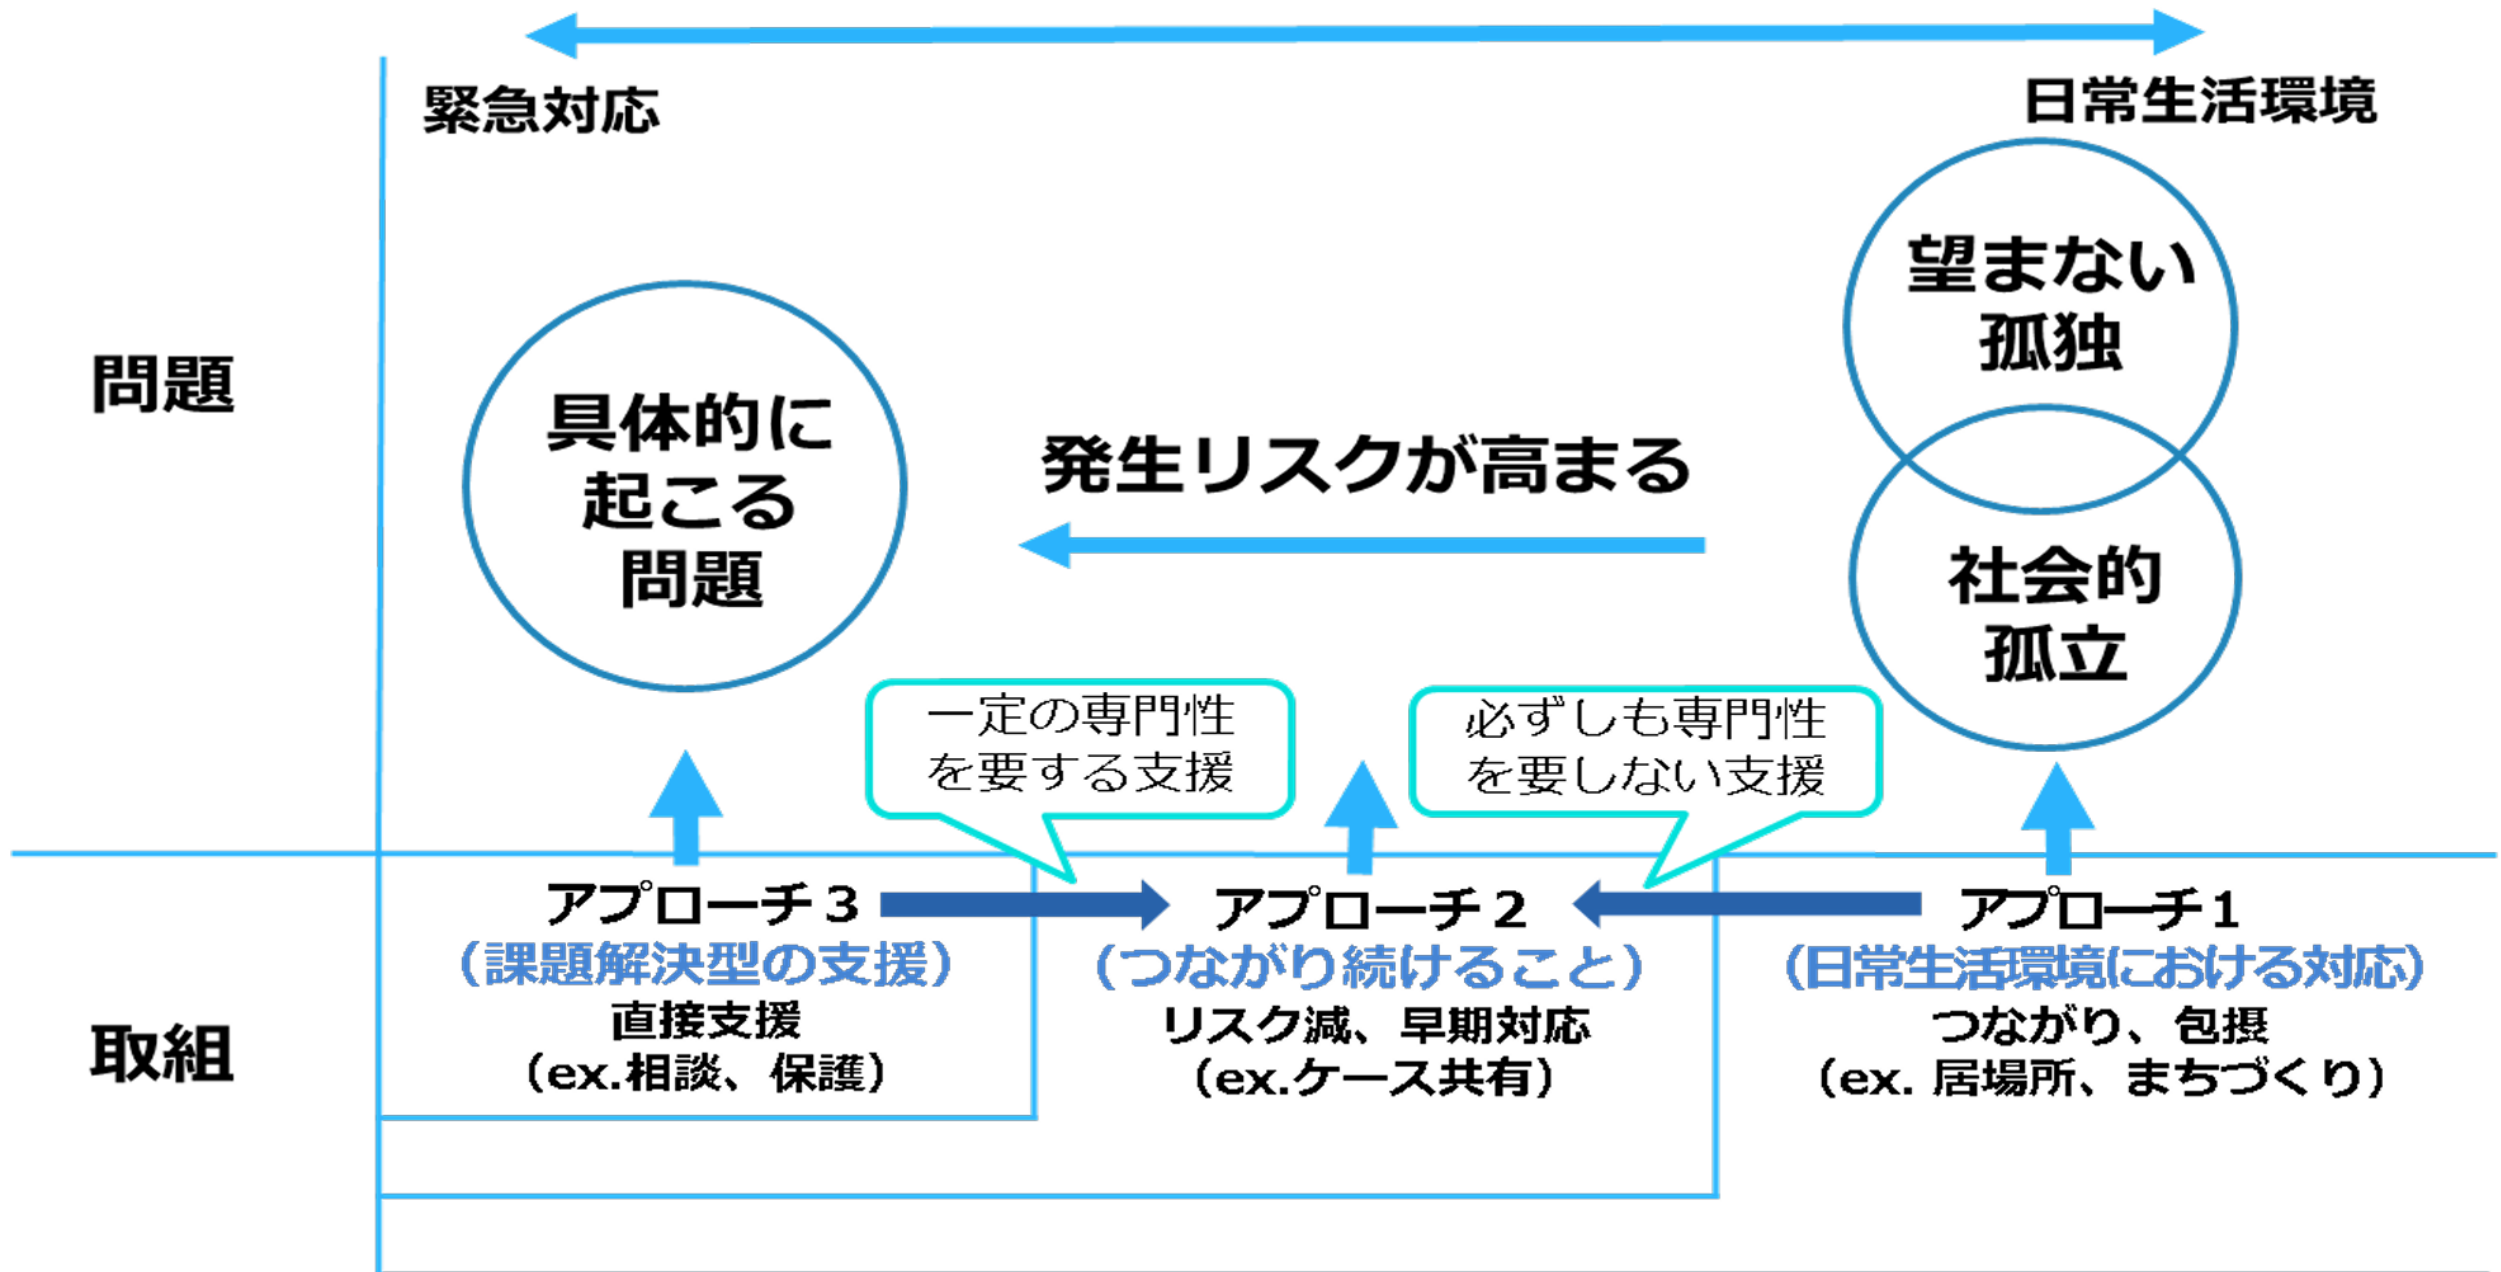 緊急対応
日常生活環境
問題
具体的に
起こる
問題
発生リスクが高まる
望まない
孤独
社会的
孤立
一定の専門性
を要する支援
必ずしも専門性
を要しない支援
取組
アプローチ３
（課題解決型の支援）
直接支援
（ex.相談、保護）
アプローチ２
（つながり続けること）
リスク減、早期対応
（ex.ケース共有）
アプローチ１
（日常生活環境における対応）
つながり、包摂
（ex. 居場所、まちづくり）